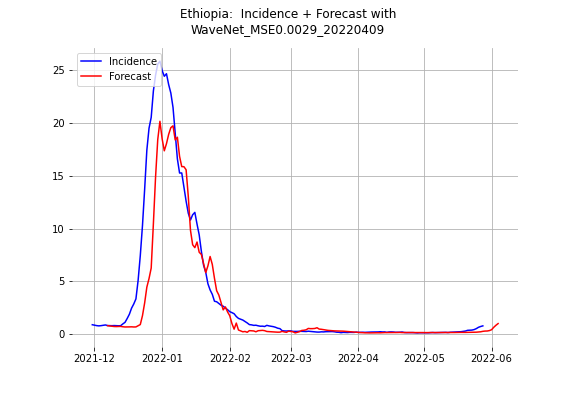 Ethiopia:  Incidence + Forecast with
WaveNet_MSE0.0029_20220409
Incidence
Forecast
25
20
15
10
5
0
2021-12 2022-01 2022-02 2022-03 2022-04 2022-05 2022-06